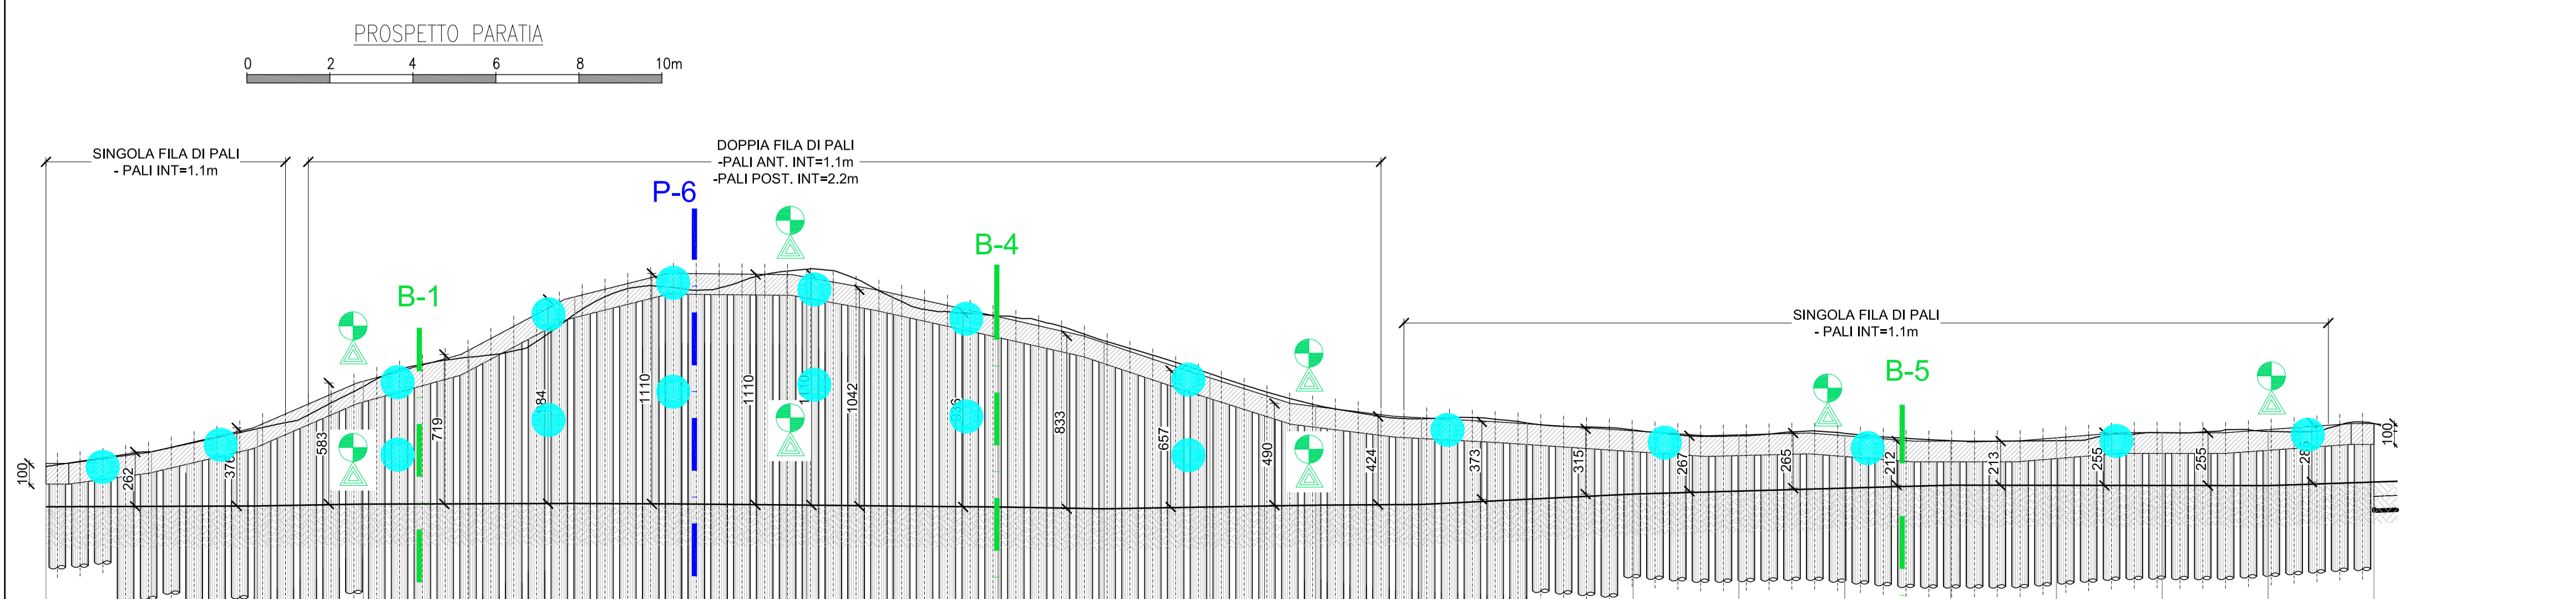 PROSPETTO PARATIA
0 2 4 6 8 10m
SINGOLA FILA DI PALI
- PALI INT=1.1m
DOPPIA FILA DI PALI
-PALI ANT. INT=1.1m
-PALI POST. INT=2.2m
P-6
B-4
B-1
SINGOLA FILA DI PALI
- PALI INT=1.1m
B-5
100
262
376
583
719
1110
1110
1042
833
657
490
424
373
315
267
265
212
213
255
255
100